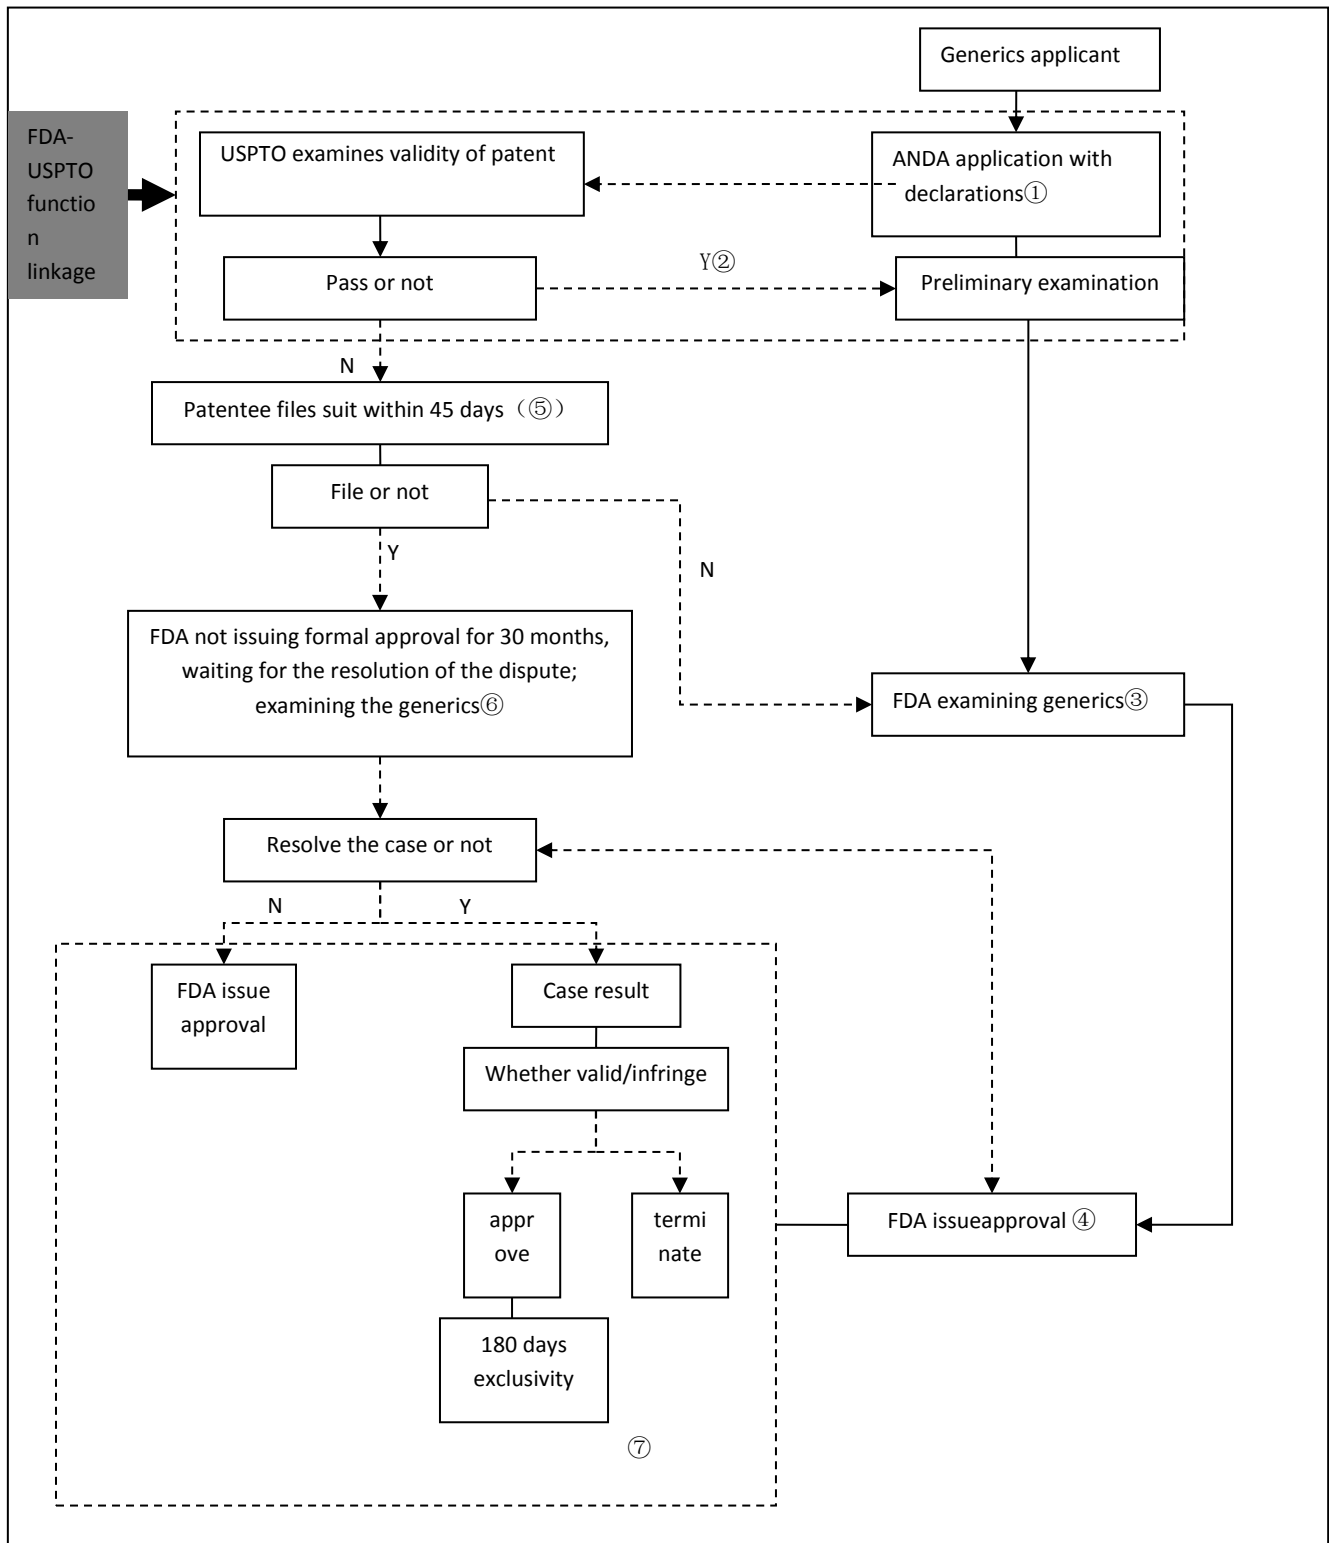 Generics applicant
FDA-
USPTO
functio
n
linkage
USPTO examines validity of patent
ANDA application with
declarations①
Y②
Pass or not
Preliminary examination
N
Patentee files suit within 45 days（⑤）
File or not
Y
N
FDA not issuing formal approval for 30 months,
waiting for the resolution of the dispute;
examining the generics⑥
FDA examining generics③
Resolve the case or not
N
Y
FDA issue
approval
Case result
Whether valid/infringe
appr
ove
termi
nate
FDA issueapproval ④
180 days
exclusivity
⑦